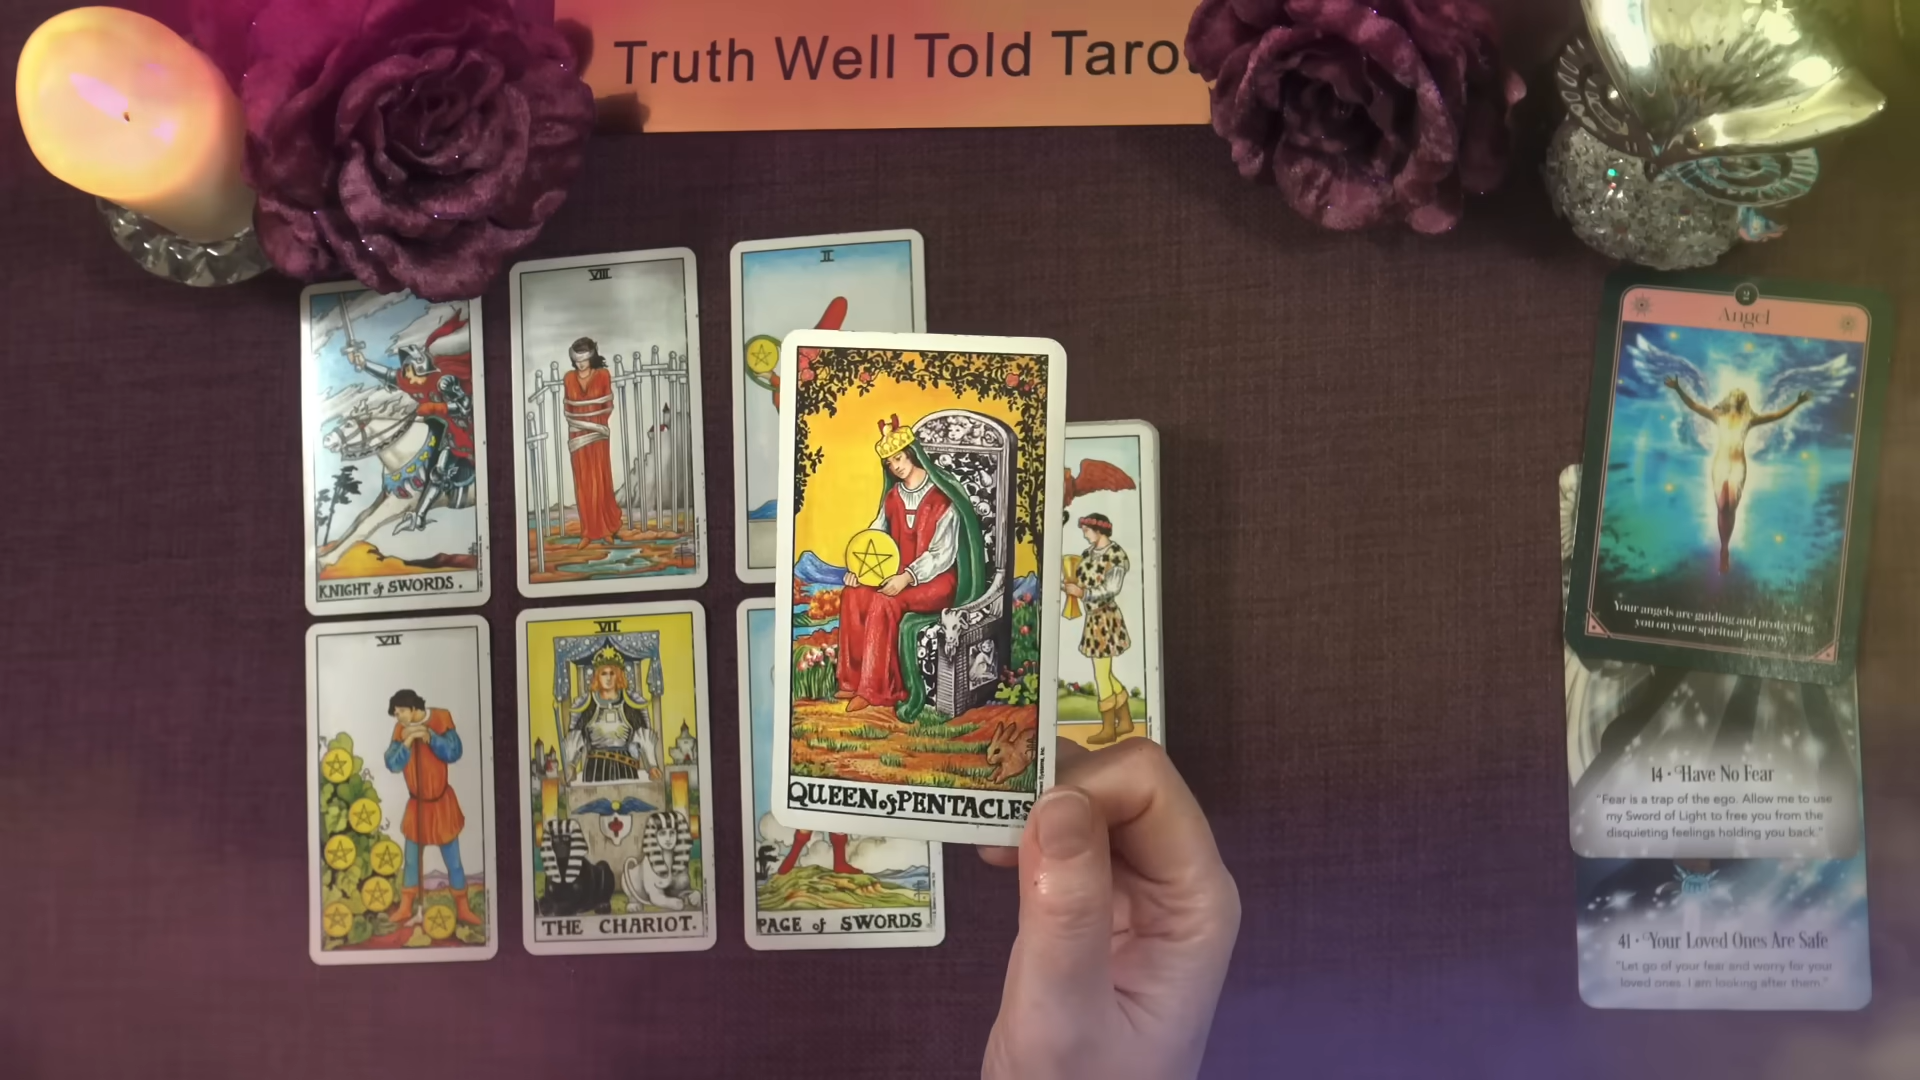 Truth Well Told Taro
VIII
II
2
Angel
KNIGHT of SWORDS.
Your angels are guiding and protecting
you on your spiritual journey.
VII
VII
QUEEN of PENTACLES
14 • Have No Fear
"Fear is a trap of the ego. Allow me to use
my Sword of Light to free you from the
disquieting feelings holding you back."
THE CHARIOT.
PAGE of SWORDS
41 • Your Loved Ones Are Safe
"Let go of your fear and worry for your
loved ones. I am looking after them."